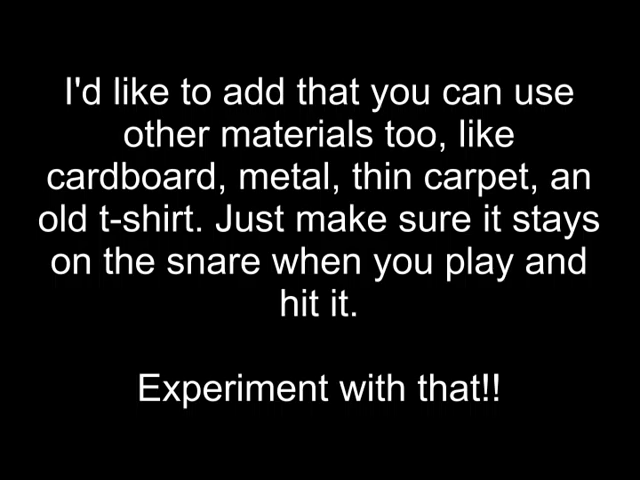 I'd like to add that you can use
other materials too, like
cardboard, metal, thin carpet, an
old t-shirt. Just make sure it stays
on the snare when you play and
hit it.
Experiment with that!!